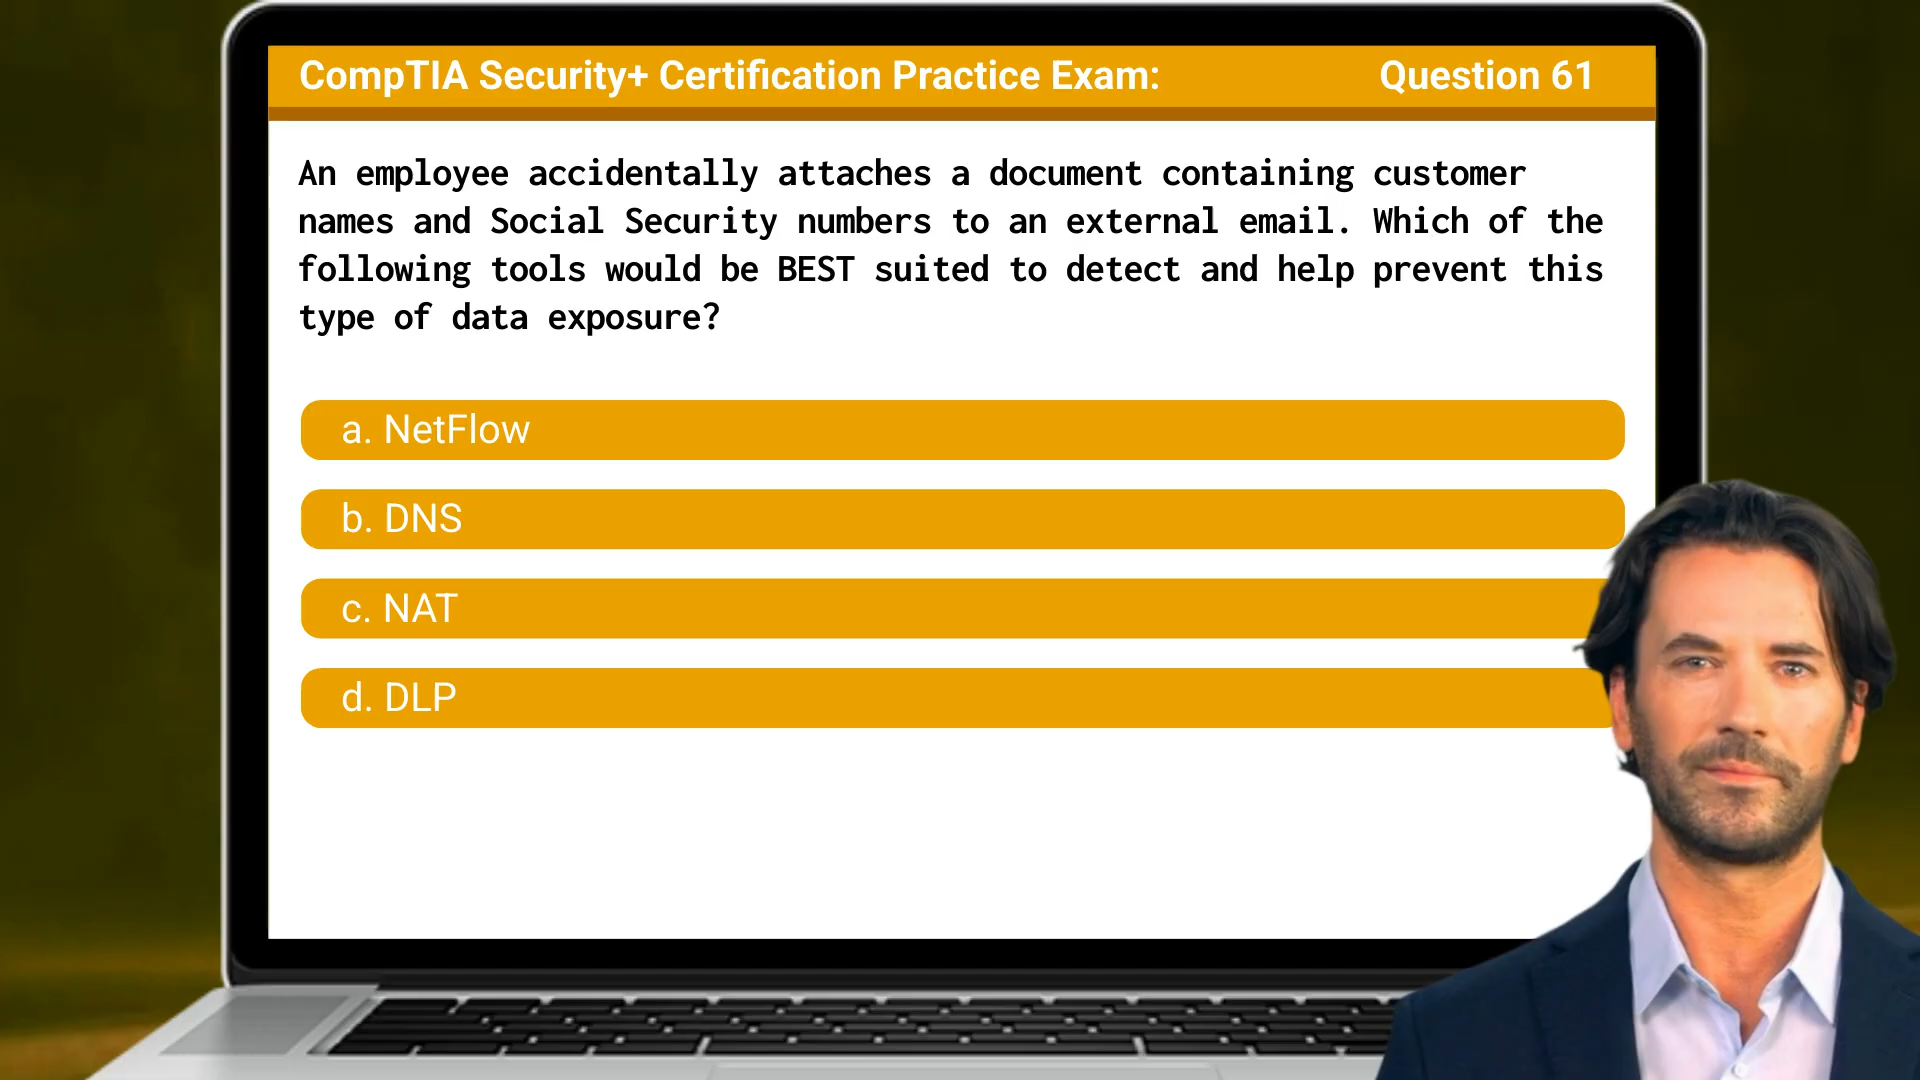 CompTIA Security+ Certification Practice Exam: Question 61
An employee accidentally attaches a document containing customer
names and Social Security numbers to an external email. Which of the
following tools would be BEST suited to detect and help prevent this
type of data exposure?
a. NetFlow
b. DNS
c. NAT
d. DLP